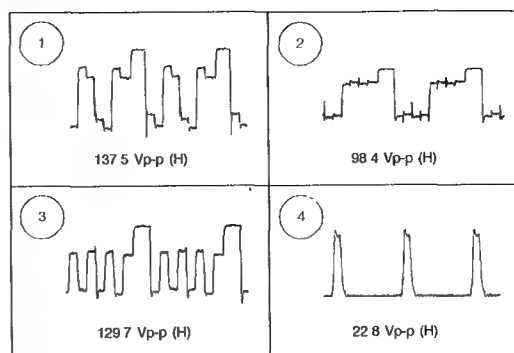 1
2
137 5 Vp-p (H)
98 4 Vp-p (H)
3
4
129 7 Vp-p (H)
22 8 Vp-p (H)